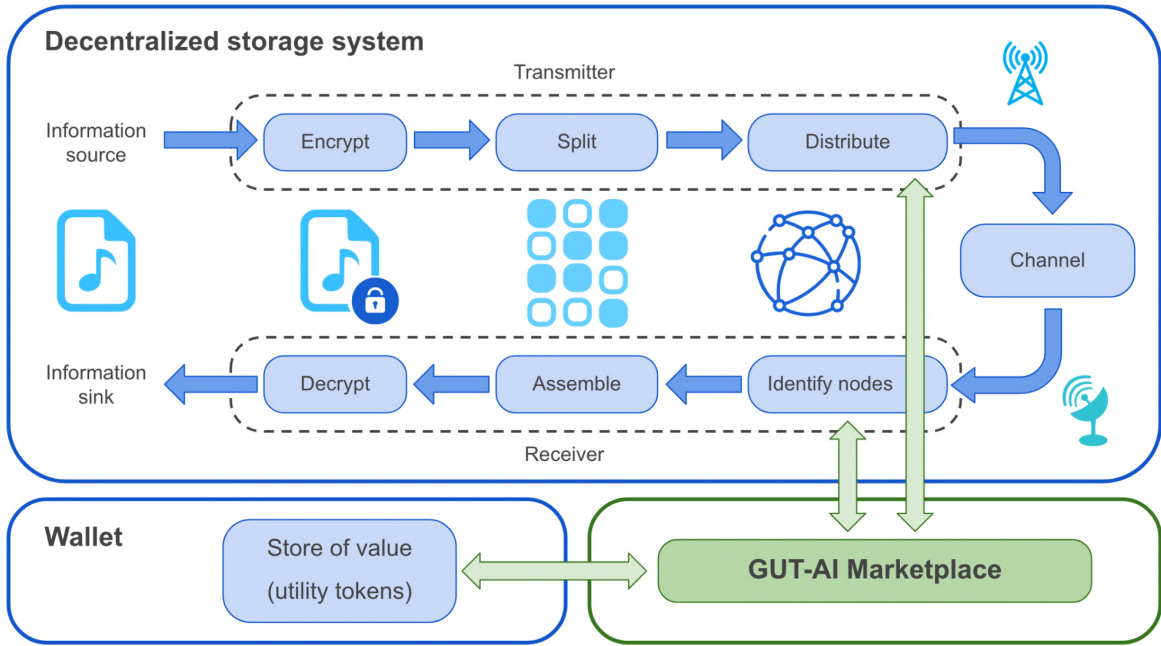 Decentralized storage system
Transmitter
Information
source
Encrypt
Split
Distribute
Channel
Information
sink
Decrypt
Assemble
Identify nodes
Receiver
Wallet
Store of value
(utility tokens)
GUT-AI Marketplace